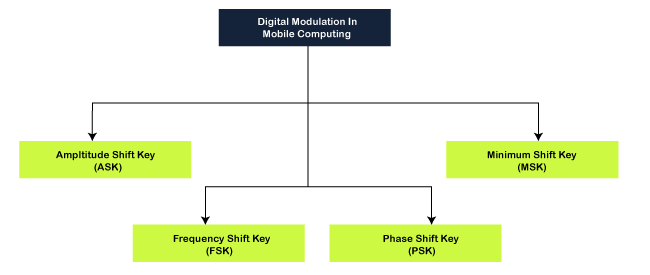 Digital Modulation In
Mobile Computing
Ampltitude Shift Key
(ASK)
Minimum Shift Key
(MSK)
Frequency Shift Key
(FSK)
Phase Shift Key
(PSK)